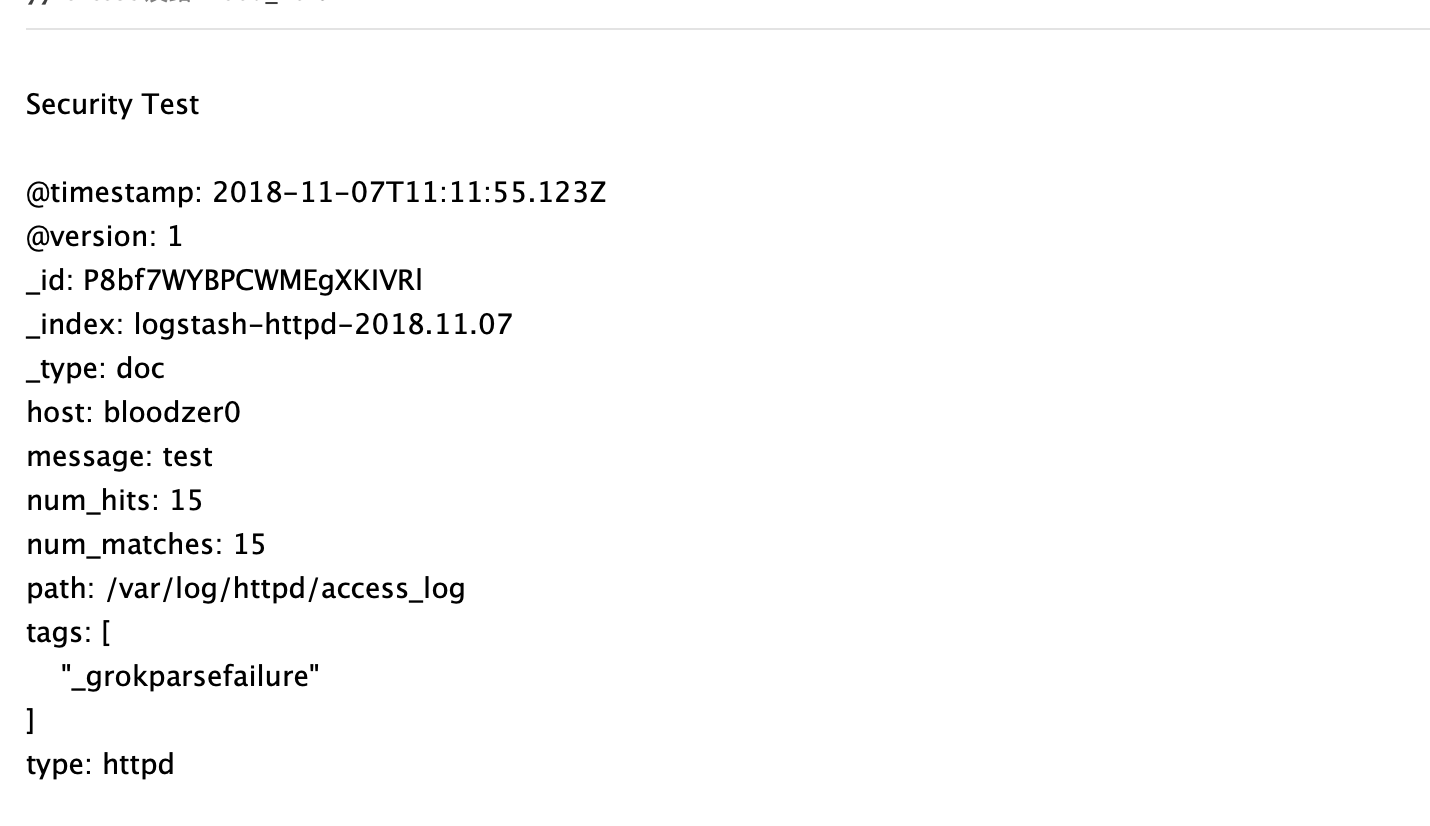 Security Test
@timestamp: 2018-11-07T11:11:55.123Z
@version: 1
_id: P8bf7WYBPCWMEgXKIVRl
_index: logstash-httpd-2018.11.07
_type: doc
host: bloodzer0
message: test
num_hits: 15
num_matches: 15
path: /var/log/httpd/access_log
tags: [
"_grokparsefailure"
]
type: httpd